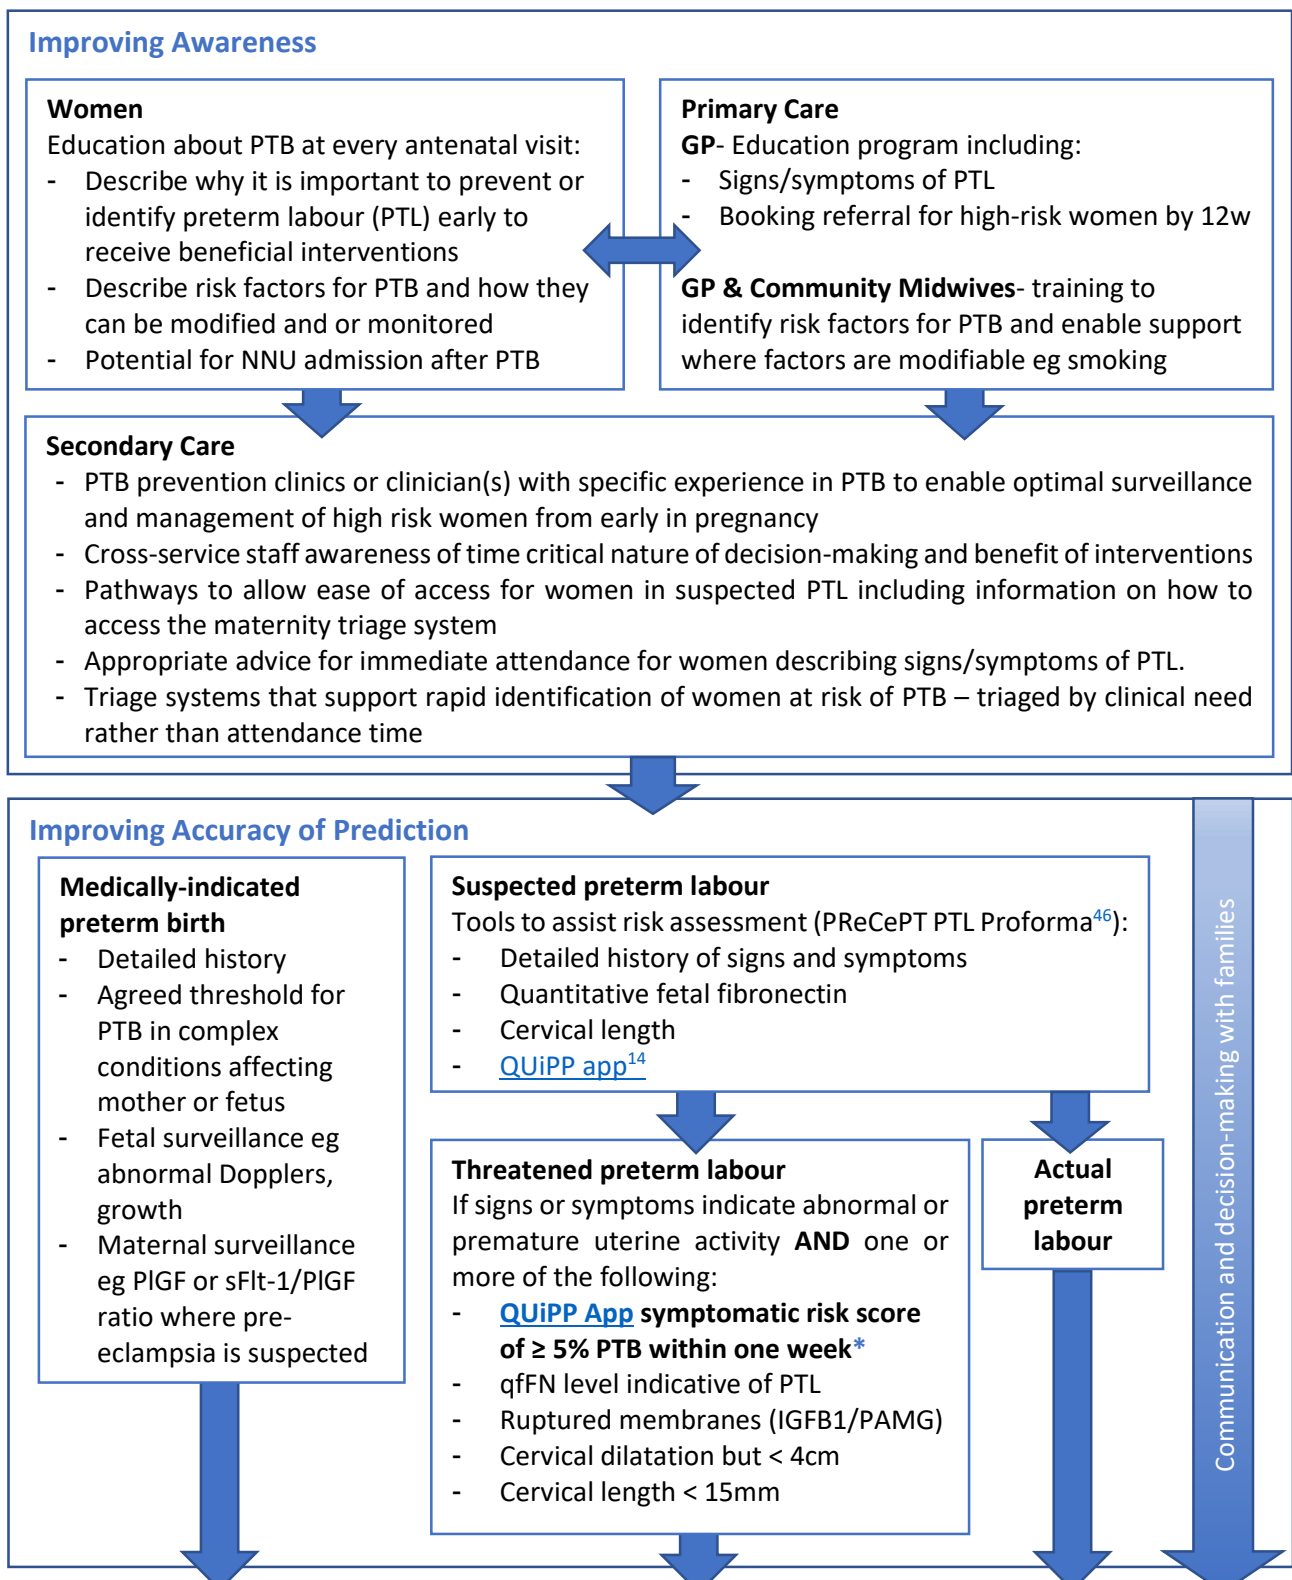 Improving Awareness
Women
Education about PTB at every antenatal visit:
- Describe why it is important to prevent or
identify preterm labour (PTL) early to
receive beneficial interventions
- Describe risk factors for PTB and how they
can be modified and or monitored
- Potential for NNU admission after PTB
Primary Care
GP- Education program including:
- Signs/symptoms of PTL
- Booking referral for high-risk women by 12w
GP & Community Midwives- training to
identify risk factors for PTB and enable support
where factors are modifiable eg smoking
Secondary Care
- PTB prevention clinics or clinician(s) with specific experience in PTB to enable optimal surveillance
and management of high risk women from early in pregnancy
- Cross-service staff awareness of time critical nature of decision-making and benefit of interventions
- Pathways to allow ease of access for women in suspected PTL including information on how to
access the maternity triage system
- Appropriate advice for immediate attendance for women describing signs/symptoms of PTL.
- Triage systems that support rapid identification of women at risk of PTB – triaged by clinical need
rather than attendance time
Improving Accuracy of Prediction
Medically-indicated
preterm birth
- Detailed history
- Agreed threshold for
PTB in complex
conditions affecting
mother or fetus
- Fetal surveillance eg
abnormal Dopplers,
growth
- Maternal surveillance
eg PlGF or sFlt-1/PlGF
ratio where pre-
eclampsia is suspected
Suspected preterm labour
Tools to assist risk assessment (PReCePT PTL Proforma46):
- Detailed history of signs and symptoms
- Quantitative fetal fibronectin
- Cervical length
- QUiPP app14
Threatened preterm labour
If signs or symptoms indicate abnormal or
premature uterine activity AND one or
more of the following:
- QUiPP App symptomatic risk score
of ≥ 5% PTB within one week*
- qfFN level indicative of PTL
- Ruptured membranes (IGFB1/PAMG)
- Cervical dilatation but < 4cm
- Cervical length < 15mm
Actual
preterm
labour
Communication and decision-making with families